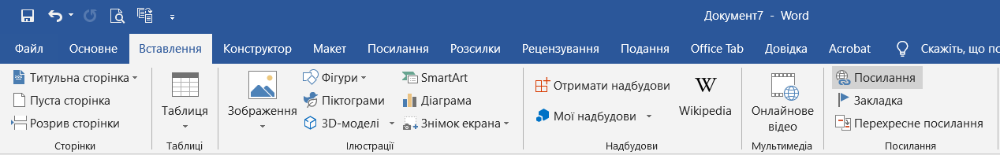 Документ7 - Word
Файл Основне Вставлення Конструктор Макет Посилання Розсилки Рецензування Подання Office Tab Довідка Acrobat Скажіть, що по
Титульна сторінка
Пуста сторінка
Розрив сторінки
Сторінки
Таблиця
Таблиці
Зображення
Фігури
Піктограми
3D-моделі
SmartArt
Діаграма
Знімок екрана
Ілюстрації
Отримати надбудови
Мої надбудови
W
Wikipedia
Надбудови
Онлайнове
відео
Мультимедіа
Посилання
Закладка
Перехресне посилання
Посилання